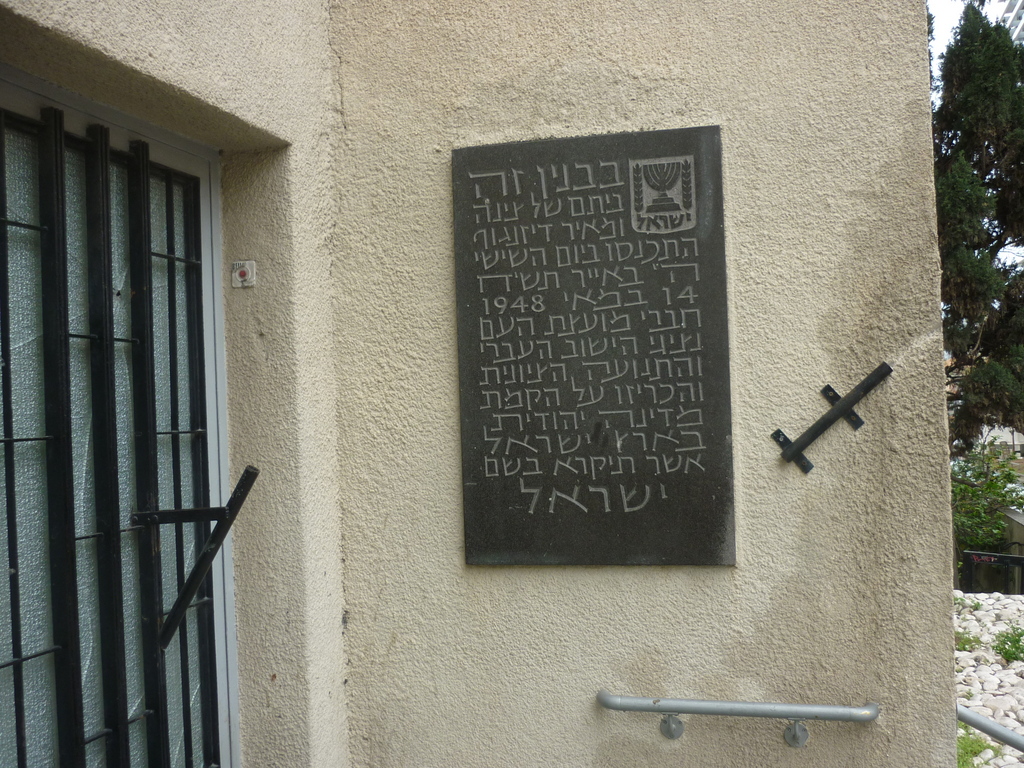 בבנין זה
ישראל
ביתם של צינה
ומאיר דיזנגוף
התכנסו ביום השישי
ה' באייר תש״ח
14 במאי 1948
חברי מועצת העם
נציגי הישוב העברי
והתנועה הציונית
והכריזו על הקמת
מדינה יהודית
בארץ ישראל
אשר תיקרא בשם
ישראל